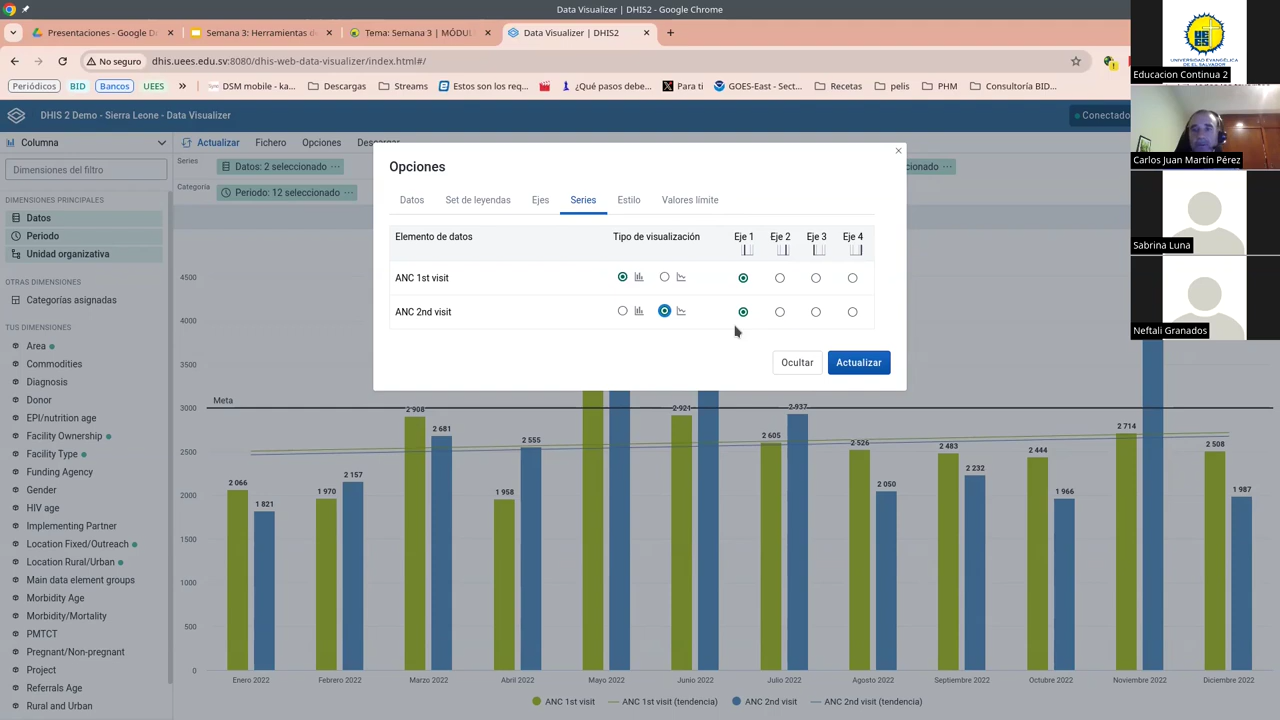 Data Visualizer | DHIS2 - Google Chrome
Presentaciones - Google D
Semana 3: Herramientas d
Tema: Semana 3 | MÓDUL
Data Visualizer | DHIS2
No seguro
dhis.uees.edu.sv:8080/dhis-web-data-visualizer/index.html#/
Periódicos
BID
Bancos
UEES
DSM mobile - ka...
Descargas
Streams
Estos son los req...
¿Qué pasos debe...
Para ti
GOES-East - Sect...
Recetas
pelis
PHM
Consultoría BID...
DHIS 2 Demo - Sierra Leone - Data Visualizer
Conectado
Columna
Actualizar
Fichero
Opciones
Descargar
Dimensiones del filtro
Series
Datos: 2 seleccionado
Categoría
Periodo: 12 seleccionado
DIMENSIONES PRINCIPALES
Datos
Periodo
Unidad organizativa
OTRAS DIMENSIONES
Categorías asignadas
TUS DIMENSIONES
Area
Commodities
Diagnosis
Donor
EPI/nutrition age
Facility Ownership
Facility Type
Funding Agency
Gender
HIV age
Implementing Partner
Location Fixed/Outreach
Location Rural/Urban
Main data element groups
Morbidity Age
Morbidity/Mortality
PMTCT
Pregnant/Non-pregnant
Project
Referrals Age
Rural and Urban
Opciones
Datos
Set de leyendas
Ejes
Series
Estilo
Valores límite
Elemento de datos
Tipo de visualización
Eje 1
Eje 2
Eje 3
Eje 4
ANC 1st visit
ANC 2nd visit
Ocultar
Actualizar
4500
4000
3500
3000
2500
2000
1500
1000
500
0
Meta
2 066
1 821
1 970
2 157
2 908
2 681
1 958
2 555
2 921
2 605
2 937
2 526
2 050
2 483
2 232
2 444
1 966
2 714
2 508
1 987
Enero 2022
Febrero 2022
Marzo 2022
Abril 2022
Mayo 2022
Junio 2022
Julio 2022
Agosto 2022
Septiembre 2022
Octubre 2022
Noviembre 2022
Diciembre 2022
ANC 1st visit
ANC 1st visit (tendencia)
ANC 2nd visit
ANC 2nd visit (tendencia)
UEES
UNIVERSIDAD EVANGÉLICA
DE EL SALVADOR
Educacion Continua 2
Carlos Juan Martín Pérez
Sabrina Luna
Neftali Granados